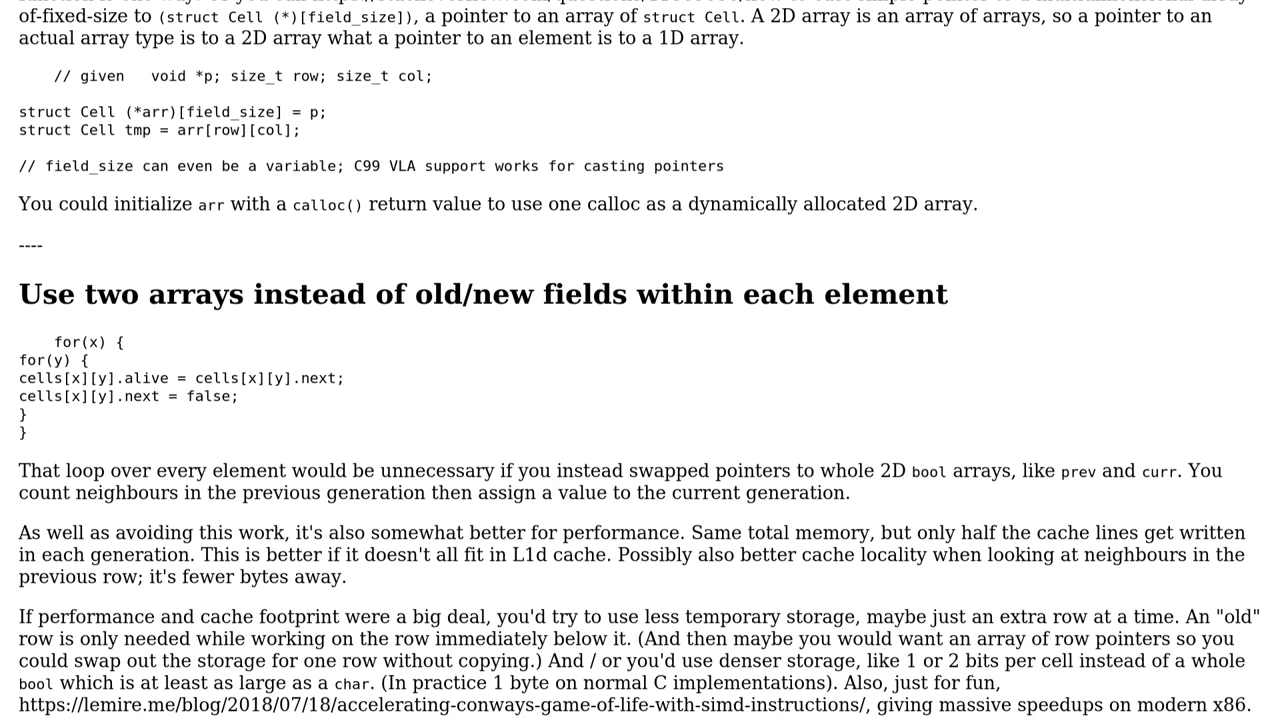 of-fixed-size to (struct Cell (*)[field_size]), a pointer to an array of struct Cell. A 2D array is an array of arrays, so a pointer to an
actual array type is to a 2D array what a pointer to an element is to a 1D array.
// given   void *p; size_t row; size_t col;
struct Cell (*arr)[field_size] = p;
struct Cell tmp = arr[row][col];
// field_size can even be a variable; C99 VLA support works for casting pointers
You could initialize arr with a calloc() return value to use one calloc as a dynamically allocated 2D array.
----
Use two arrays instead of old/new fields within each element
for(x) {
for(y) {
cells[x][y].alive = cells[x][y].next;
cells[x][y].next = false;
}
}
That loop over every element would be unnecessary if you instead swapped pointers to whole 2D bool arrays, like prev and curr. You
count neighbours in the previous generation then assign a value to the current generation.
As well as avoiding this work, it's also somewhat better for performance. Same total memory, but only half the cache lines get written
in each generation. This is better if it doesn't all fit in L1d cache. Possibly also better cache locality when looking at neighbours in the
previous row; it's fewer bytes away.
If performance and cache footprint were a big deal, you'd try to use less temporary storage, maybe just an extra row at a time. An "old"
row is only needed while working on the row immediately below it. (And then maybe you would want an array of row pointers so you
could swap out the storage for one row without copying.) And / or you'd use denser storage, like 1 or 2 bits per cell instead of a whole
bool which is at least as large as a char. (In practice 1 byte on normal C implementations). Also, just for fun,
https://lemire.me/blog/2018/07/18/accelerating-conways-game-of-life-with-simd-instructions/, giving massive speedups on modern x86.